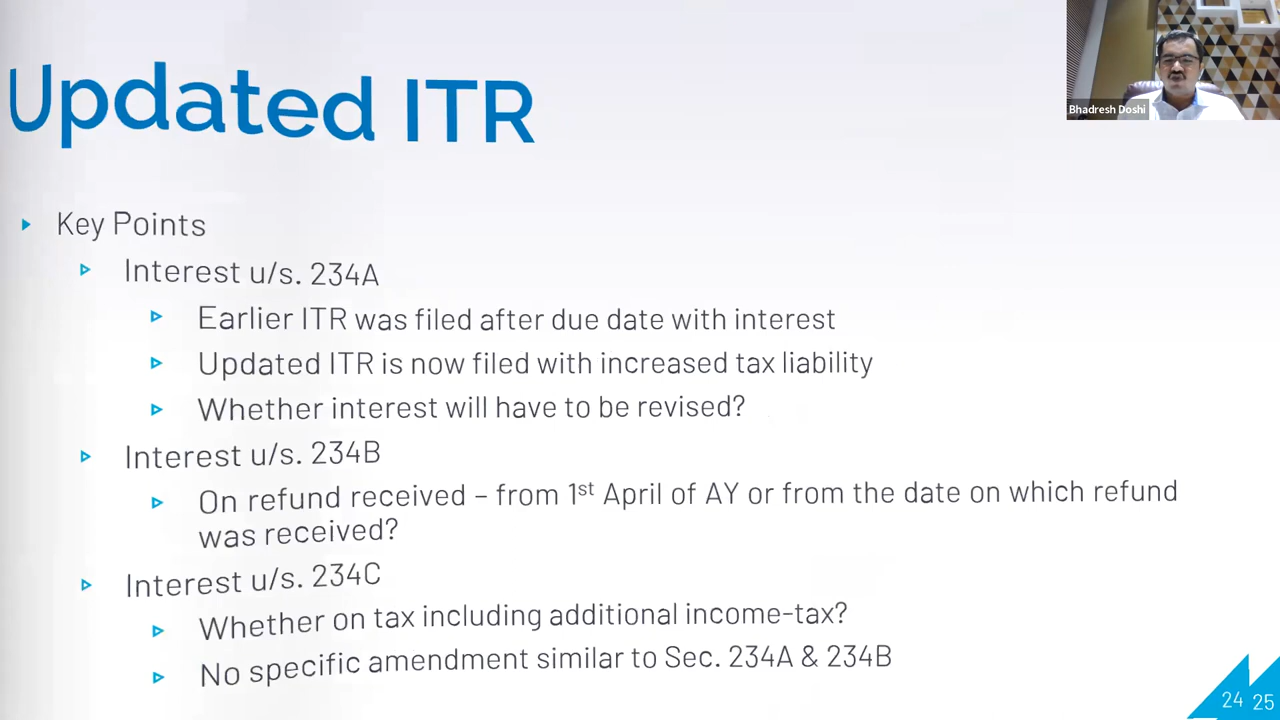 Updated ITR
Bhadresh Doshi
Key Points
Interest u/s. 234A
Earlier ITR was filed after due date with interest
Updated ITR is now filed with increased tax liability
Whether interest will have to be revised?
Interest u/s. 234B
On refund received – from 1st April of AY or from the date on which refund
was received?
Interest u/s. 234C
Whether on tax including additional income-tax?
No specific amendment similar to Sec. 234A & 234B
24 25